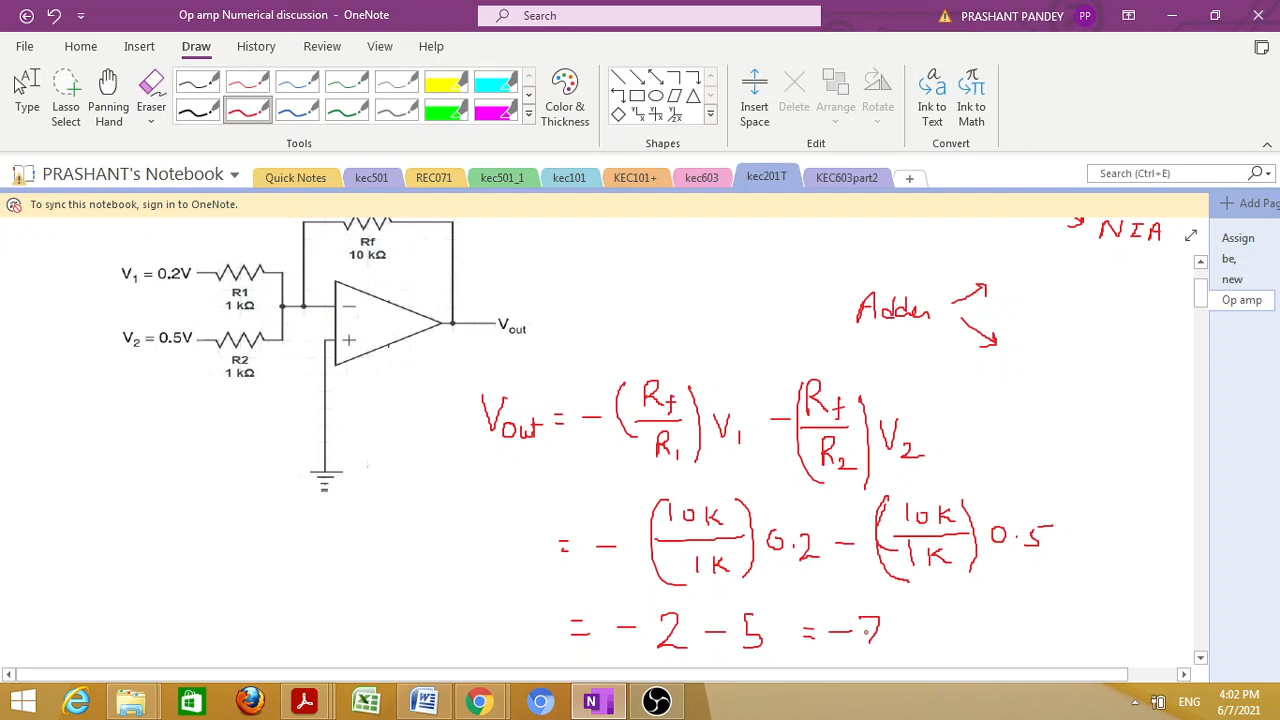 Op amp Numerical discussion - OneNote
Search
PRASHANT PANDEY
PP
File Home Insert Draw History Review View Help
Type
Lasso Select
Panning Hand
Eraser
Color & Thickness
Insert Space
Delete
Arrange
Rotate
Ink to Text
Ink to Math
Tools
Shapes
Edit
Convert
PRASHANT's Notebook
Quick Notes kec501 REC071 kec501_1 kec101 KEC101+ kec603 kec201T KEC603part2
Search (Ctrl+E)
To sync this notebook, sign in to OneNote.
Add Pag
Assign
be,
new
Op amp
NIA
Rf
10 kΩ
V1 = 0.2V
R1
1 kΩ
V2 = 0.5V
R2
1 kΩ
Vout
Adder
Vout = - (Rf/R1) V1 - (Rf/R2) V2
= - (10K/1K) 0.2 - (10K/1K) 0.5
= - 2 - 5 = -7
ENG
4:02 PM
6/7/2021